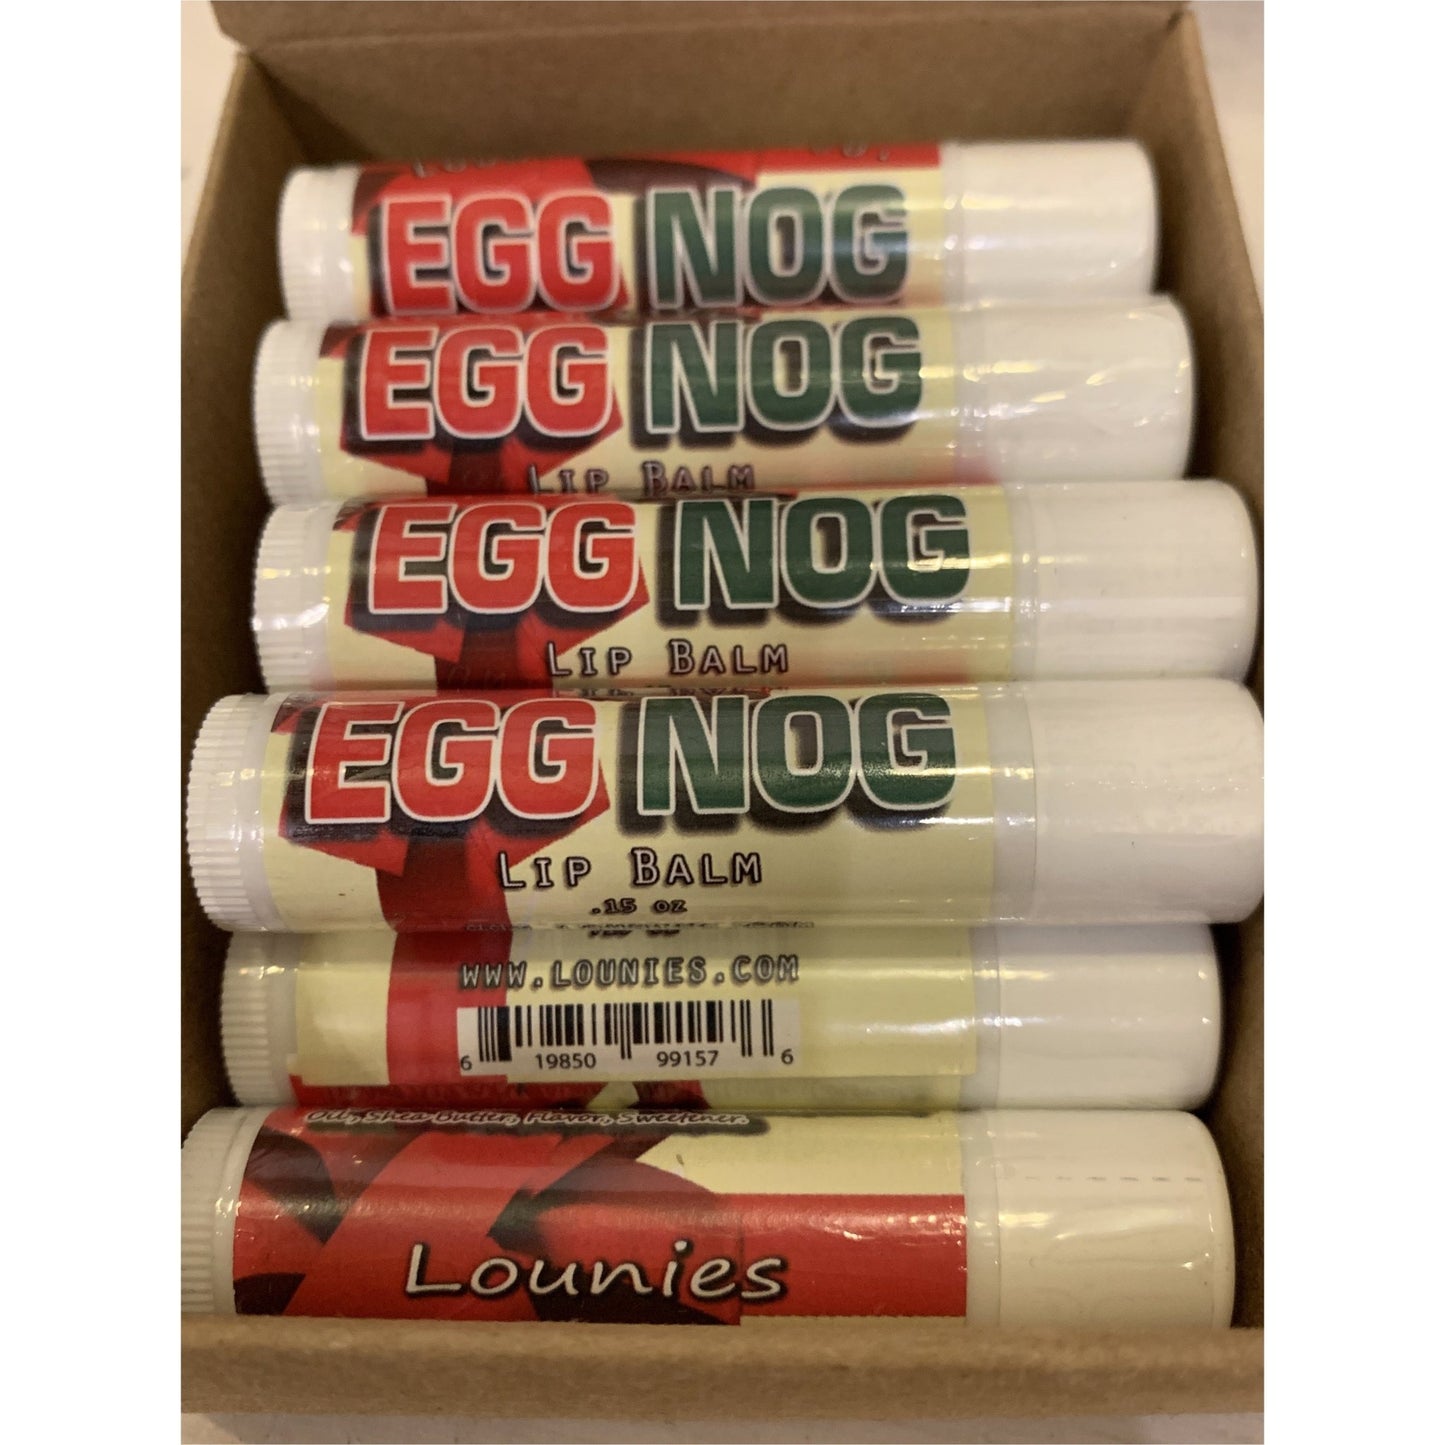 EGG NOG
EGG NOG
LIP BALM
EGG NOG
LIP BALM
EGG NOG
LIP BALM
.15 oz
WWW.LOUNIES.COM
6 19850 99157 6
Oil, Shea Butter, Flavor, Sweetener.
Lounies